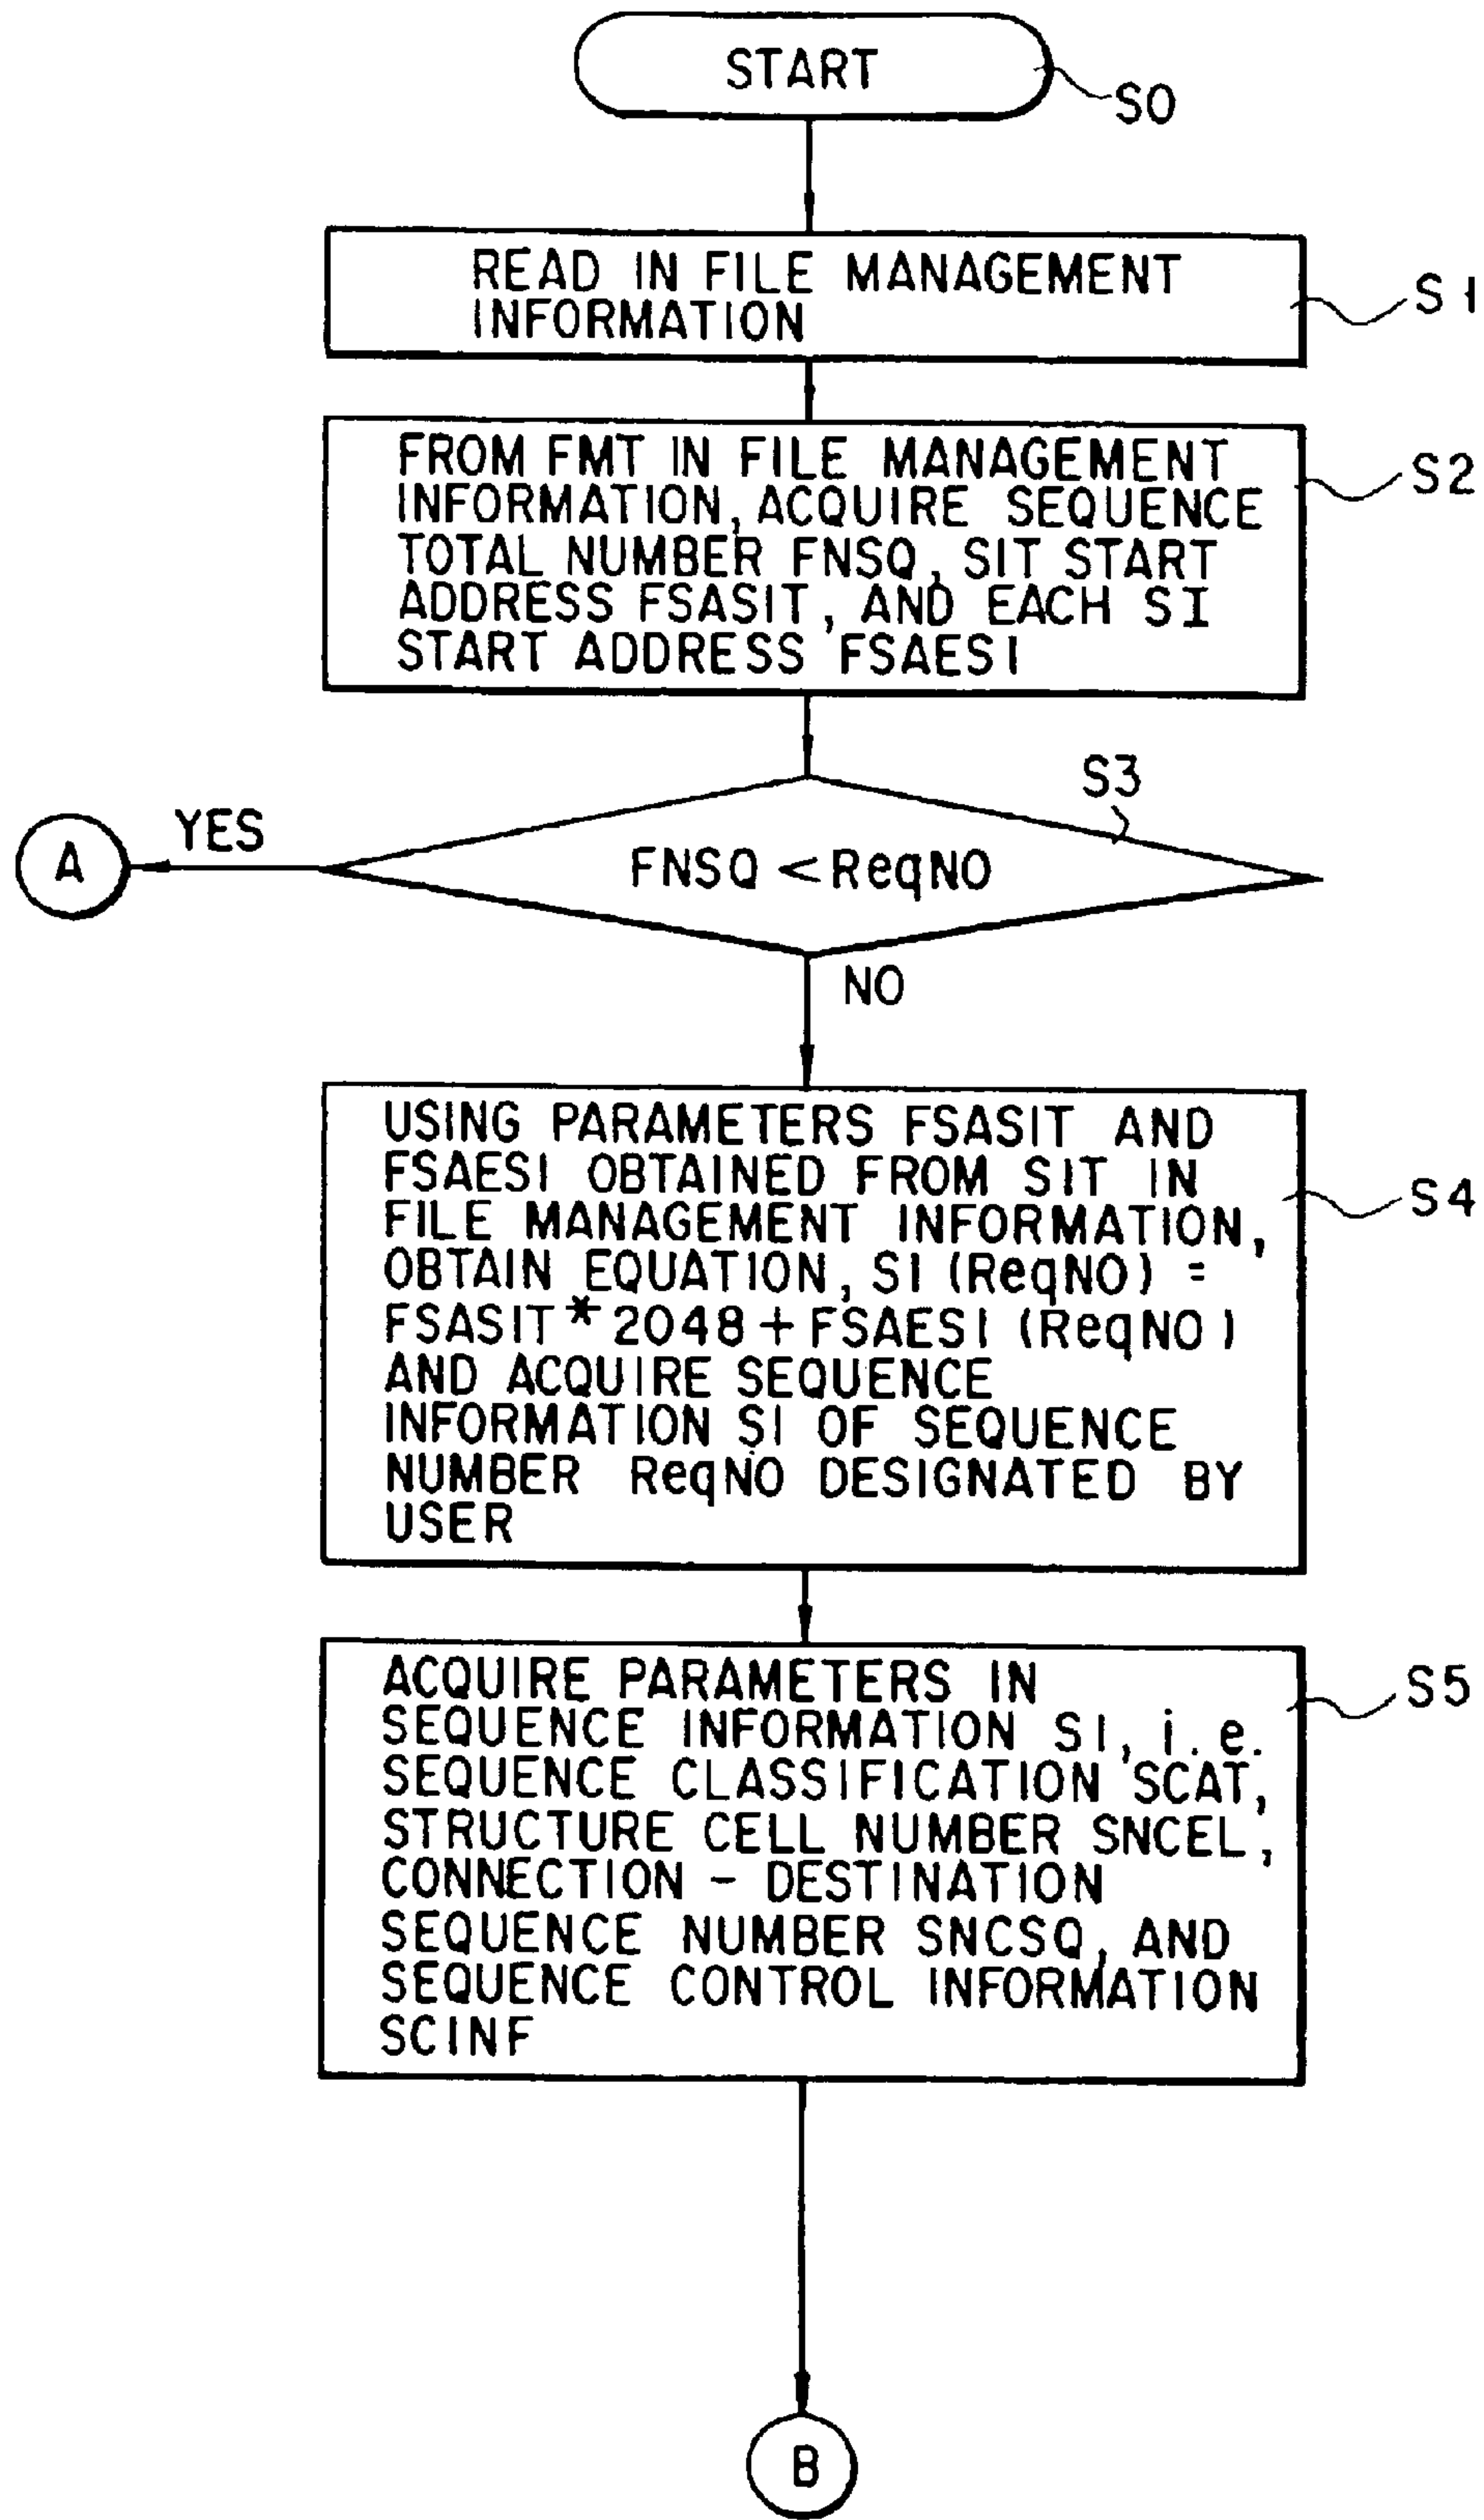 START
S0
READ IN FILE MANAGEMENT
INFORMATION
S1
FROM FMT IN FILE MANAGEMENT
INFORMATION, ACQUIRE SEQUENCE
TOTAL NUMBER FNSQ, SIT START
ADDRESS FSASIT, AND EACH SI
START ADDRESS FSAESI
S2
S3
YES
A
FNSQ < ReqNO
NO
USING PARAMETERS FSASIT AND
FSAESI OBTAINED FROM SIT IN
FILE MANAGEMENT INFORMATION,
OBTAIN EQUATION, SI (ReqNO) =
FSASIT * 2048 + FSAESI (ReqNO)
AND ACQUIRE SEQUENCE
INFORMATION SI OF SEQUENCE
NUMBER ReqNO DESIGNATED BY
USER
S4
ACQUIRE PARAMETERS IN
SEQUENCE INFORMATION SI, i.e.
SEQUENCE CLASSIFICATION SCAT,
STRUCTURE CELL NUMBER SNCEL,
CONNECTION - DESTINATION
SEQUENCE NUMBER SNCSQ, AND
SEQUENCE CONTROL INFORMATION
SCINF
S5
B